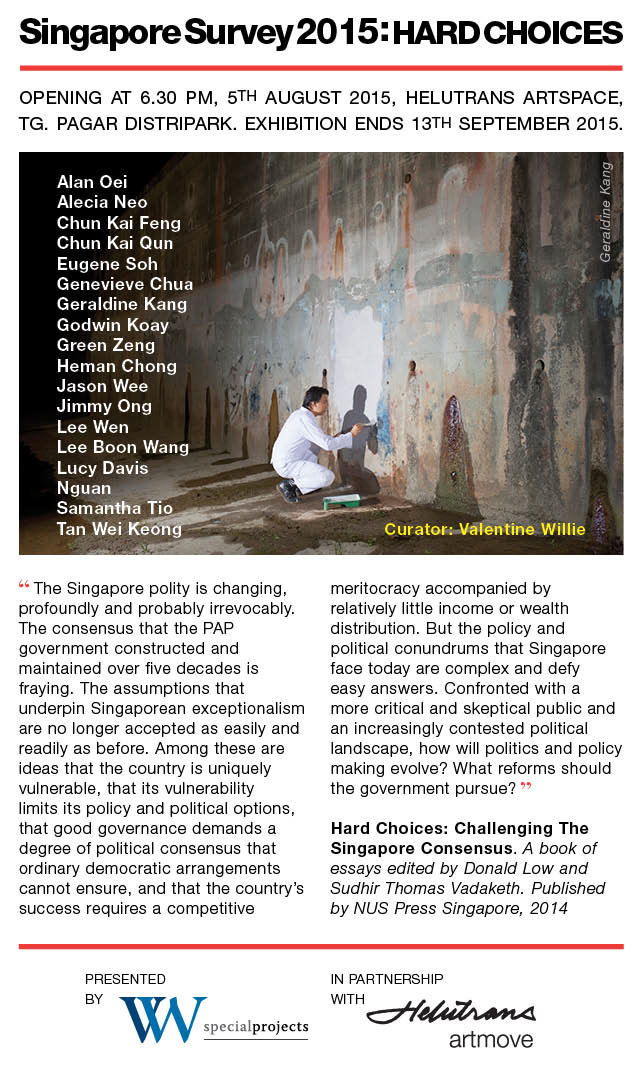 Singapore Survey 2015: HARD CHOICES
OPENING AT 6.30 PM, 5TH AUGUST 2015, HELUTRANS ARTSPACE,
TG. PAGAR DISTRIPARK. EXHIBITION ENDS 13TH SEPTEMBER 2015.
Geraldine Kang
Alan Oei
Alecia Neo
Chun Kai Feng
Chun Kai Qun
Eugene Soh
Genevieve Chua
Geraldine Kang
Godwin Koay
Green Zeng
Heman Chong
Jason Wee
Jimmy Ong
Lee Wen
Lee Boon Wang
Lucy Davis
Nguan
Samantha Tio
Tan Wei Keong
Curator: Valentine Willie
“ The Singapore polity is changing,
profoundly and probably irrevocably.
The consensus that the PAP
government constructed and
maintained over five decades is
fraying. The assumptions that
underpin Singaporean exceptionalism
are no longer accepted as easily and
readily as before. Among these are
ideas that the country is uniquely
vulnerable, that its vulnerability
limits its policy and political options,
that good governance demands a
degree of political consensus that
ordinary democratic arrangements
cannot ensure, and that the country’s
success requires a competitive
meritocracy accompanied by
relatively little income or wealth
distribution. But the policy and
political conundrums that Singapore
face today are complex and defy
easy answers. Confronted with a
more critical and skeptical public and
an increasingly contested political
landscape, how will politics and policy
making evolve? What reforms should
the government pursue? ”
Hard Choices: Challenging The
Singapore Consensus. A book of
essays edited by Donald Low and
Sudhir Thomas Vadaketh. Published
by NUS Press Singapore, 2014
PRESENTED
BY VW specialprojects
IN PARTNERSHIP
WITH Helutrans
artmove